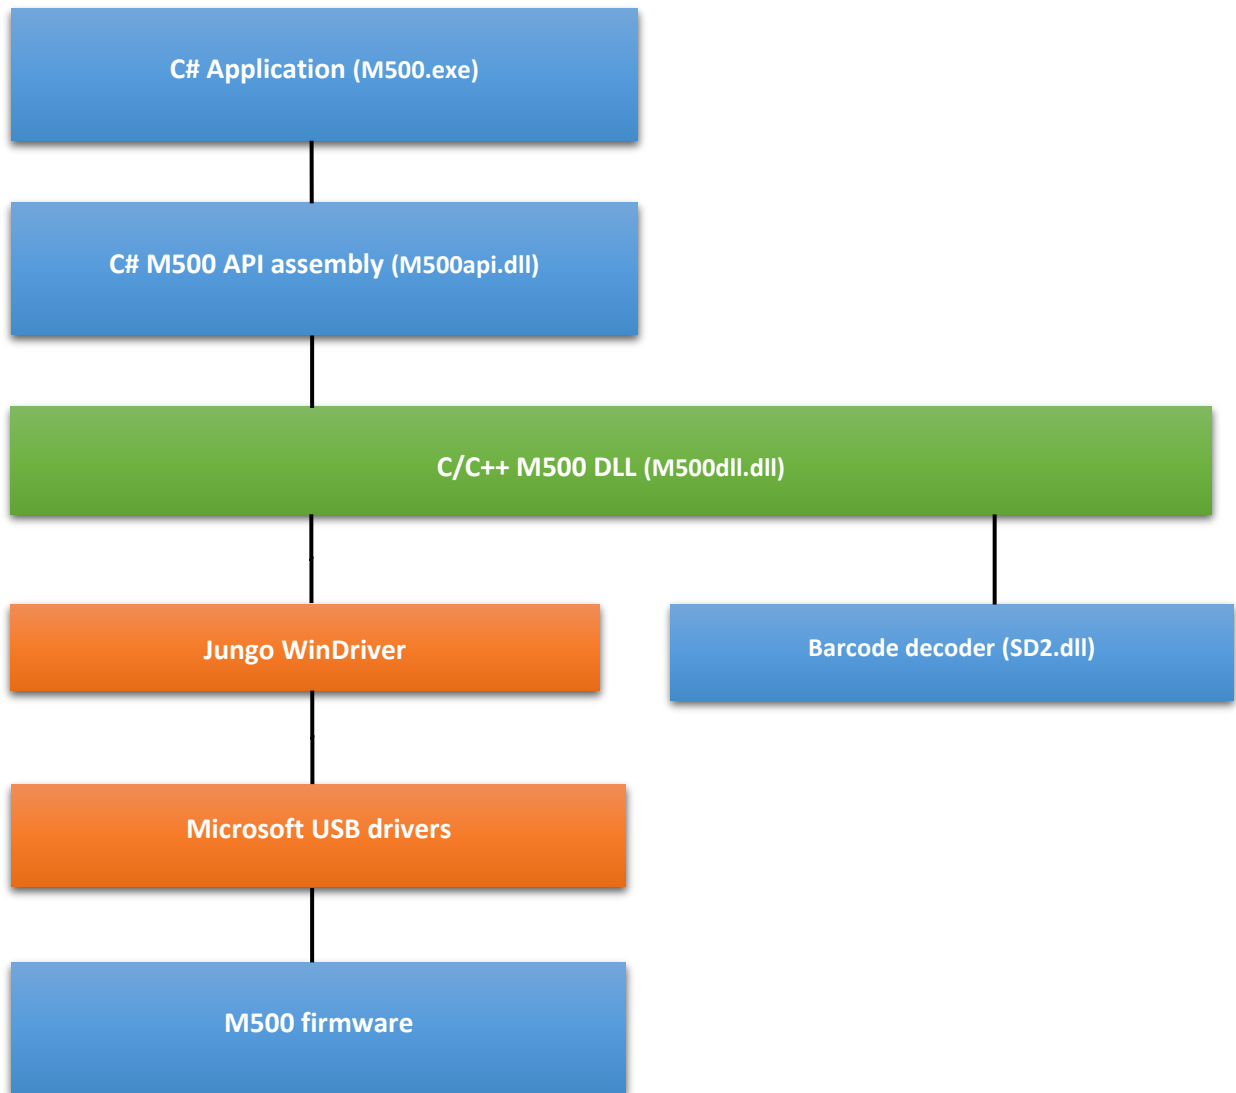 C# Application (M500.exe)
C# M500 API assembly (M500api.dll)
C/C++ M500 DLL (M500dll.dll)
Jungo WinDriver
Barcode decoder (SD2.dll)
Microsoft USB drivers
M500 firmware